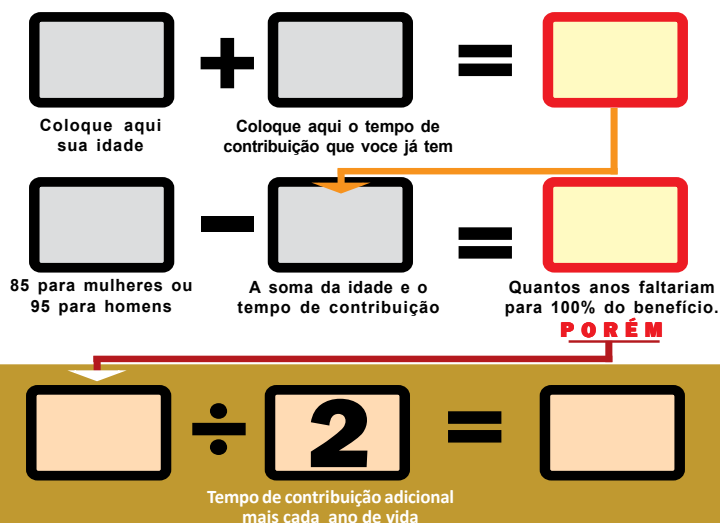 + =
Coloque aqui
sua idade
Coloque aqui o tempo de
contribuição que voce já tem
- =
85 para mulheres ou
95 para homens
A soma da idade e o
tempo de contribuição
Quantos anos faltariam
para 100% do benefício.
PORÉM
÷ 2 =
Tempo de contribuição adicional
mais cada ano de vida